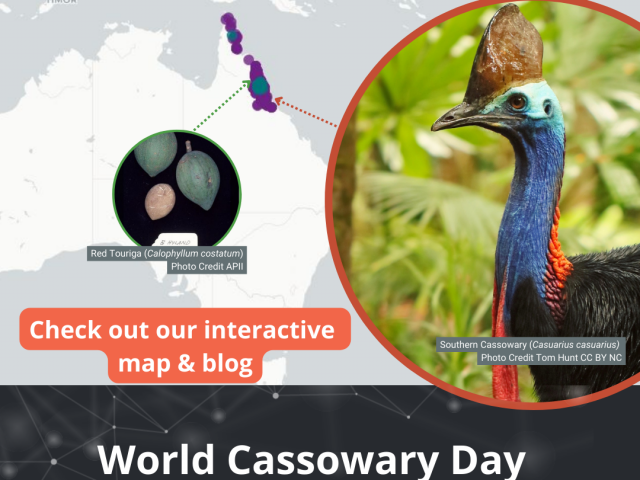 TIMOR
Red Touriga (Calophyllum costatum)
Photo Credit APII
Southern Cassowary (Casuarius casuarius)
Photo Credit Tom Hunt CC BY NC
Check out our interactive
map & blog
World Cassowary Day